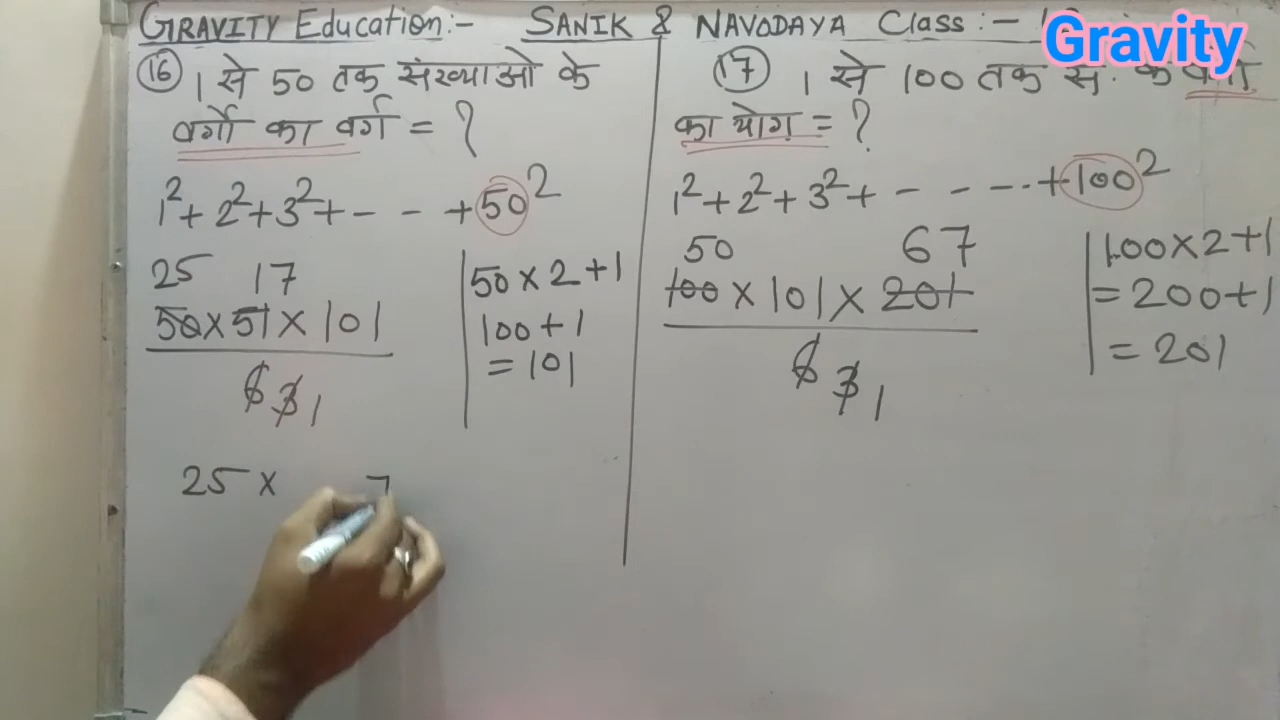 GRAVITY Education:- SANIK & NAVODAYA Class:-
Gravity
(16) 1 से 50 तक संख्याओ के
वर्गो का वर्ग = ?
1²+ 2²+3²+ - - - +50²
25 17
50×51×101
6 3 1
50×2+1
100+1
=101
25×
7
(17) 1 से 100 तक सं. के वर्गो
का योग = ?
1²+2²+3²+ - - - -..+100²
50 67
100×101×201
6 3 1
100×2+1
=200+1
=201